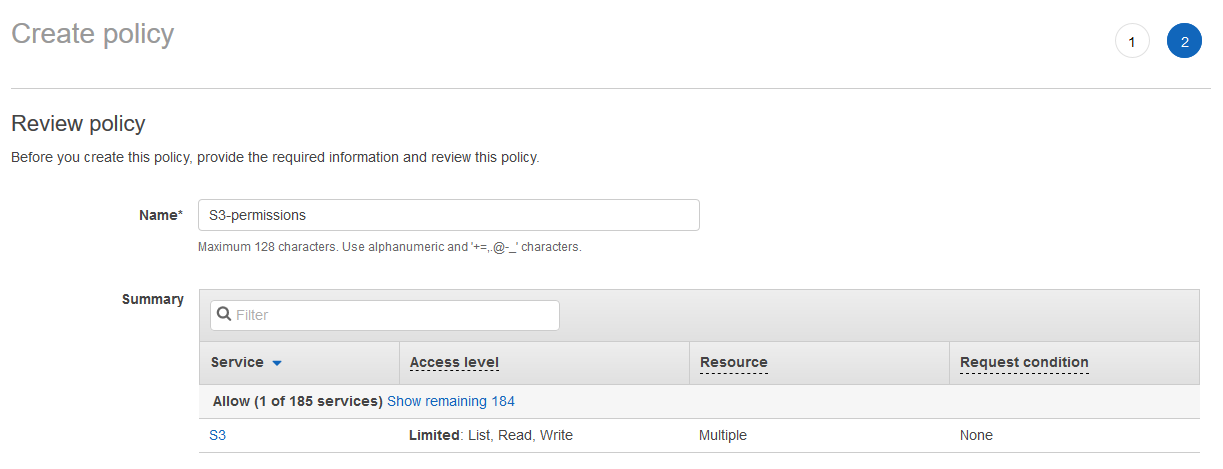 Create policy
1
2
Review policy
Before you create this policy, provide the required information and review this policy.
Name*
S3-permissions
Maximum 128 characters. Use alphanumeric and '+=,.@-_' characters.
Summary
Filter
Service Access level Resource Request condition
Allow (1 of 185 services) Show remaining 184
S3 Limited: List, Read, Write Multiple None